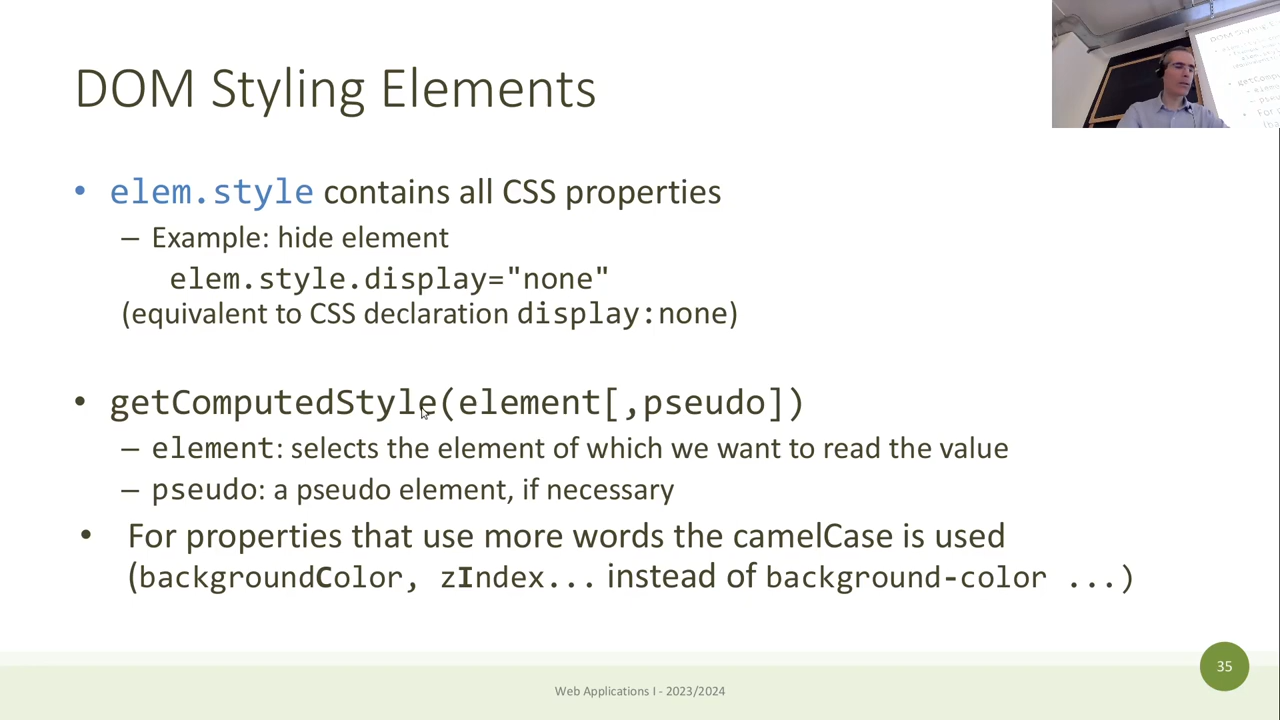 DOM Styling Elements
• elem.style contains all CSS properties
– Example: hide element
elem.style.display="none"
(equivalent to CSS declaration display:none)
• getComputedStyle(element[,pseudo])
– element: selects the element of which we want to read the value
– pseudo: a pseudo element, if necessary
• For properties that use more words the camelCase is used
(backgroundColor, zIndex... instead of background-color ...)
35
Web Applications I - 2023/2024